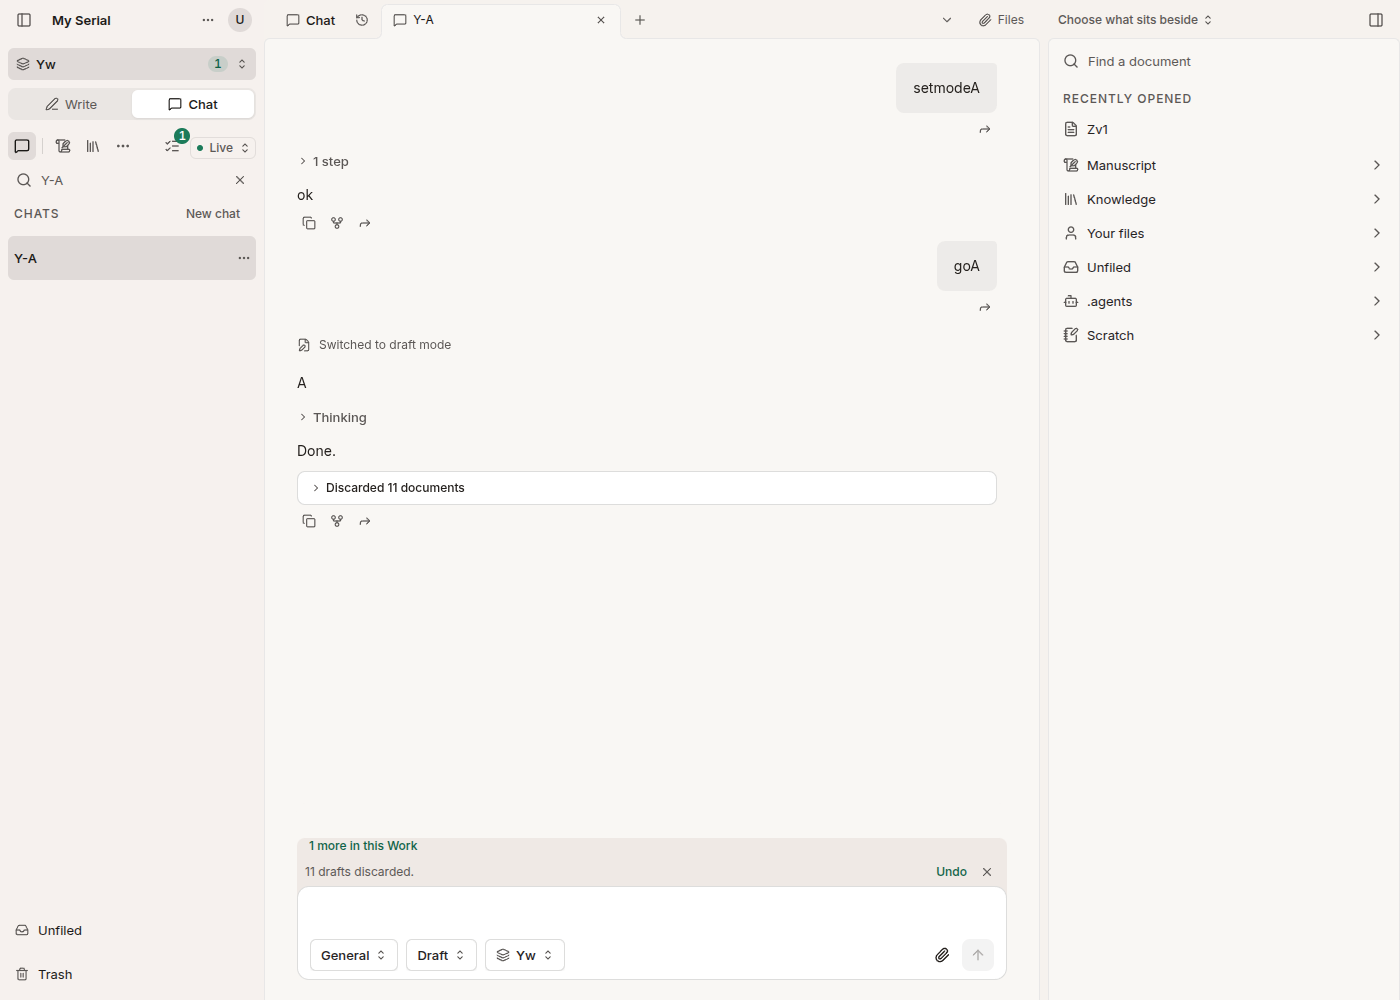 My Serial
U
Yw
1
Write
Chat
1
Live
Y-A
CHATS
New chat
Y-A
Unfiled
Trash
Chat
Y-A
Files
setmodeA
1 step
ok
goA
Switched to draft mode
A
Thinking
Done.
Discarded 11 documents
1 more in this Work
11 drafts discarded.
Undo
General
Draft
Yw
Choose what sits beside
Find a document
RECENTLY OPENED
Zv1
Manuscript
Knowledge
Your files
Unfiled
.agents
Scratch